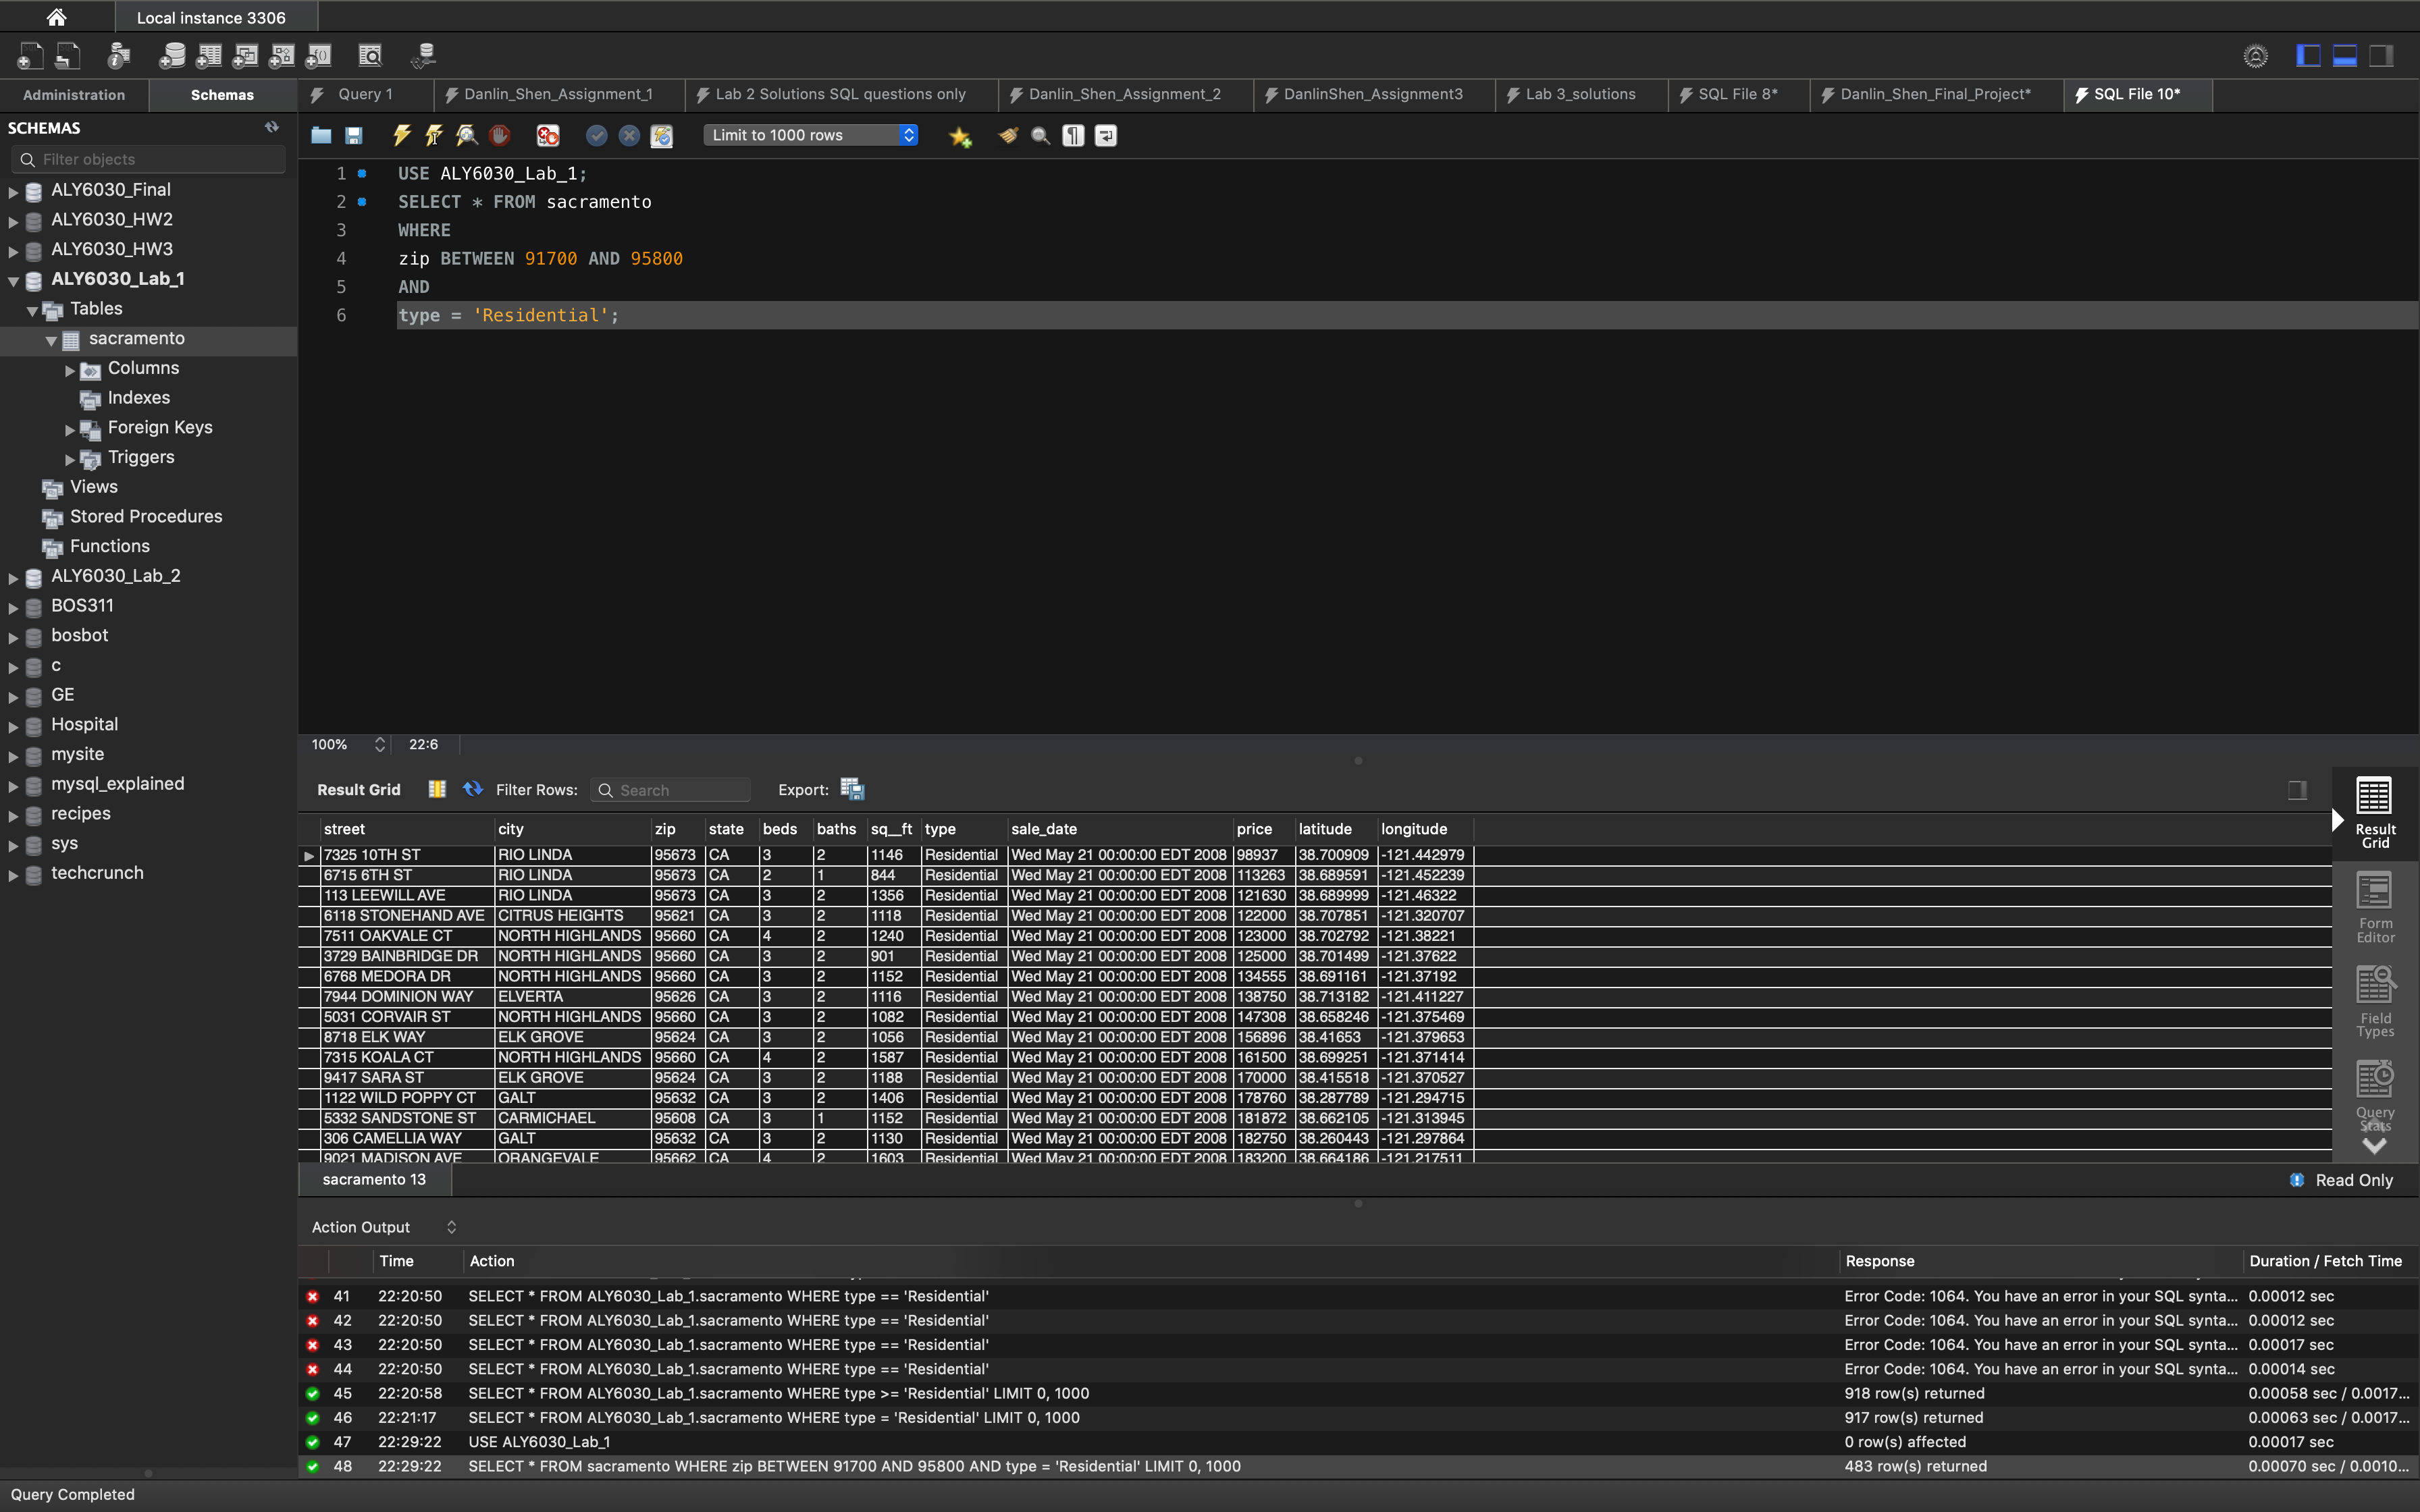 Local instance 3306
Administration
Schemas
Query 1
Danlin_Shen_Assignment_1
Lab 2 Solutions SQL questions only
Danlin_Shen_Assignment_2
DanlinShen_Assignment3
Lab 3_solutions
SQL File 8*
Danlin_Shen_Final_Project*
SQL File 10*
SCHEMAS
Filter objects
ALY6030_Final
ALY6030_HW2
ALY6030_HW3
ALY6030_Lab_1
Tables
sacramento
Columns
Indexes
Foreign Keys
Triggers
Views
Stored Procedures
Functions
ALY6030_Lab_2
BOS311
bosbot
c
GE
Hospital
mysite
mysql_explained
recipes
sys
techcrunch
Limit to 1000 rows
1 USE ALY6030_Lab_1;
2 SELECT * FROM sacramento
3 WHERE
4 zip BETWEEN 91700 AND 95800
5 AND
6 type = 'Residential';
100% 22:6
Result Grid Filter Rows: Search Export:
street city zip state beds baths sq__ft type sale_date price latitude longitude
7325 10TH ST RIO LINDA 95673 CA 3 2 1146 Residential Wed May 21 00:00:00 EDT 2008 98937 38.700909 -121.442979
6715 6TH ST RIO LINDA 95673 CA 2 1 844 Residential Wed May 21 00:00:00 EDT 2008 113263 38.689591 -121.452239
113 LEEWILL AVE RIO LINDA 95673 CA 3 2 1356 Residential Wed May 21 00:00:00 EDT 2008 121630 38.689999 -121.46322
6118 STONEHAND AVE CITRUS HEIGHTS 95621 CA 3 2 1118 Residential Wed May 21 00:00:00 EDT 2008 122000 38.707851 -121.320707
7511 OAKVALE CT NORTH HIGHLANDS 95660 CA 4 2 1240 Residential Wed May 21 00:00:00 EDT 2008 123000 38.702792 -121.38221
3729 BAINBRIDGE DR NORTH HIGHLANDS 95660 CA 3 2 901 Residential Wed May 21 00:00:00 EDT 2008 125000 38.701499 -121.37622
6768 MEDORA DR NORTH HIGHLANDS 95660 CA 3 2 1152 Residential Wed May 21 00:00:00 EDT 2008 134555 38.691161 -121.37192
7944 DOMINION WAY ELVERTA 95626 CA 3 2 1116 Residential Wed May 21 00:00:00 EDT 2008 138750 38.713182 -121.411227
5031 CORVAIR ST NORTH HIGHLANDS 95660 CA 3 2 1082 Residential Wed May 21 00:00:00 EDT 2008 147308 38.658246 -121.375469
8718 ELK WAY ELK GROVE 95624 CA 3 2 1056 Residential Wed May 21 00:00:00 EDT 2008 156896 38.41653 -121.379653
7315 KOALA CT NORTH HIGHLANDS 95660 CA 4 2 1587 Residential Wed May 21 00:00:00 EDT 2008 161500 38.699251 -121.371414
9417 SARA ST ELK GROVE 95624 CA 3 2 1188 Residential Wed May 21 00:00:00 EDT 2008 170000 38.415518 -121.370527
1122 WILD POPPY CT GALT 95632 CA 3 2 1406 Residential Wed May 21 00:00:00 EDT 2008 178760 38.287789 -121.294715
5332 SANDSTONE ST CARMICHAEL 95608 CA 3 1 1152 Residential Wed May 21 00:00:00 EDT 2008 181872 38.662105 -121.313945
306 CAMELLIA WAY GALT 95632 CA 3 2 1130 Residential Wed May 21 00:00:00 EDT 2008 182750 38.260443 -121.297864
9021 MADISON AVE ORANGEVALE 95662 CA 4 2 1603 Residential Wed May 21 00:00:00 EDT 2008 183200 38.664186 -121.217511
Result
Grid
Form
Editor
Field
Types
Query
Stats
sacramento 13
Read Only
Action Output
Time Action Response Duration / Fetch Time
41 22:20:50 SELECT * FROM ALY6030_Lab_1.sacramento WHERE type == 'Residential' Error Code: 1064. You have an error in your SQL synta... 0.00012 sec
42 22:20:50 SELECT * FROM ALY6030_Lab_1.sacramento WHERE type == 'Residential' Error Code: 1064. You have an error in your SQL synta... 0.00012 sec
43 22:20:50 SELECT * FROM ALY6030_Lab_1.sacramento WHERE type == 'Residential' Error Code: 1064. You have an error in your SQL synta... 0.00017 sec
44 22:20:50 SELECT * FROM ALY6030_Lab_1.sacramento WHERE type == 'Residential' Error Code: 1064. You have an error in your SQL synta... 0.00014 sec
45 22:20:58 SELECT * FROM ALY6030_Lab_1.sacramento WHERE type >= 'Residential' LIMIT 0, 1000 918 row(s) returned 0.00058 sec / 0.0017...
46 22:21:17 SELECT * FROM ALY6030_Lab_1.sacramento WHERE type = 'Residential' LIMIT 0, 1000 917 row(s) returned 0.00063 sec / 0.0017...
47 22:29:22 USE ALY6030_Lab_1 0 row(s) affected 0.00017 sec
48 22:29:22 SELECT * FROM sacramento WHERE zip BETWEEN 91700 AND 95800 AND type = 'Residential' LIMIT 0, 1000 483 row(s) returned 0.00070 sec / 0.0010...
Query Completed